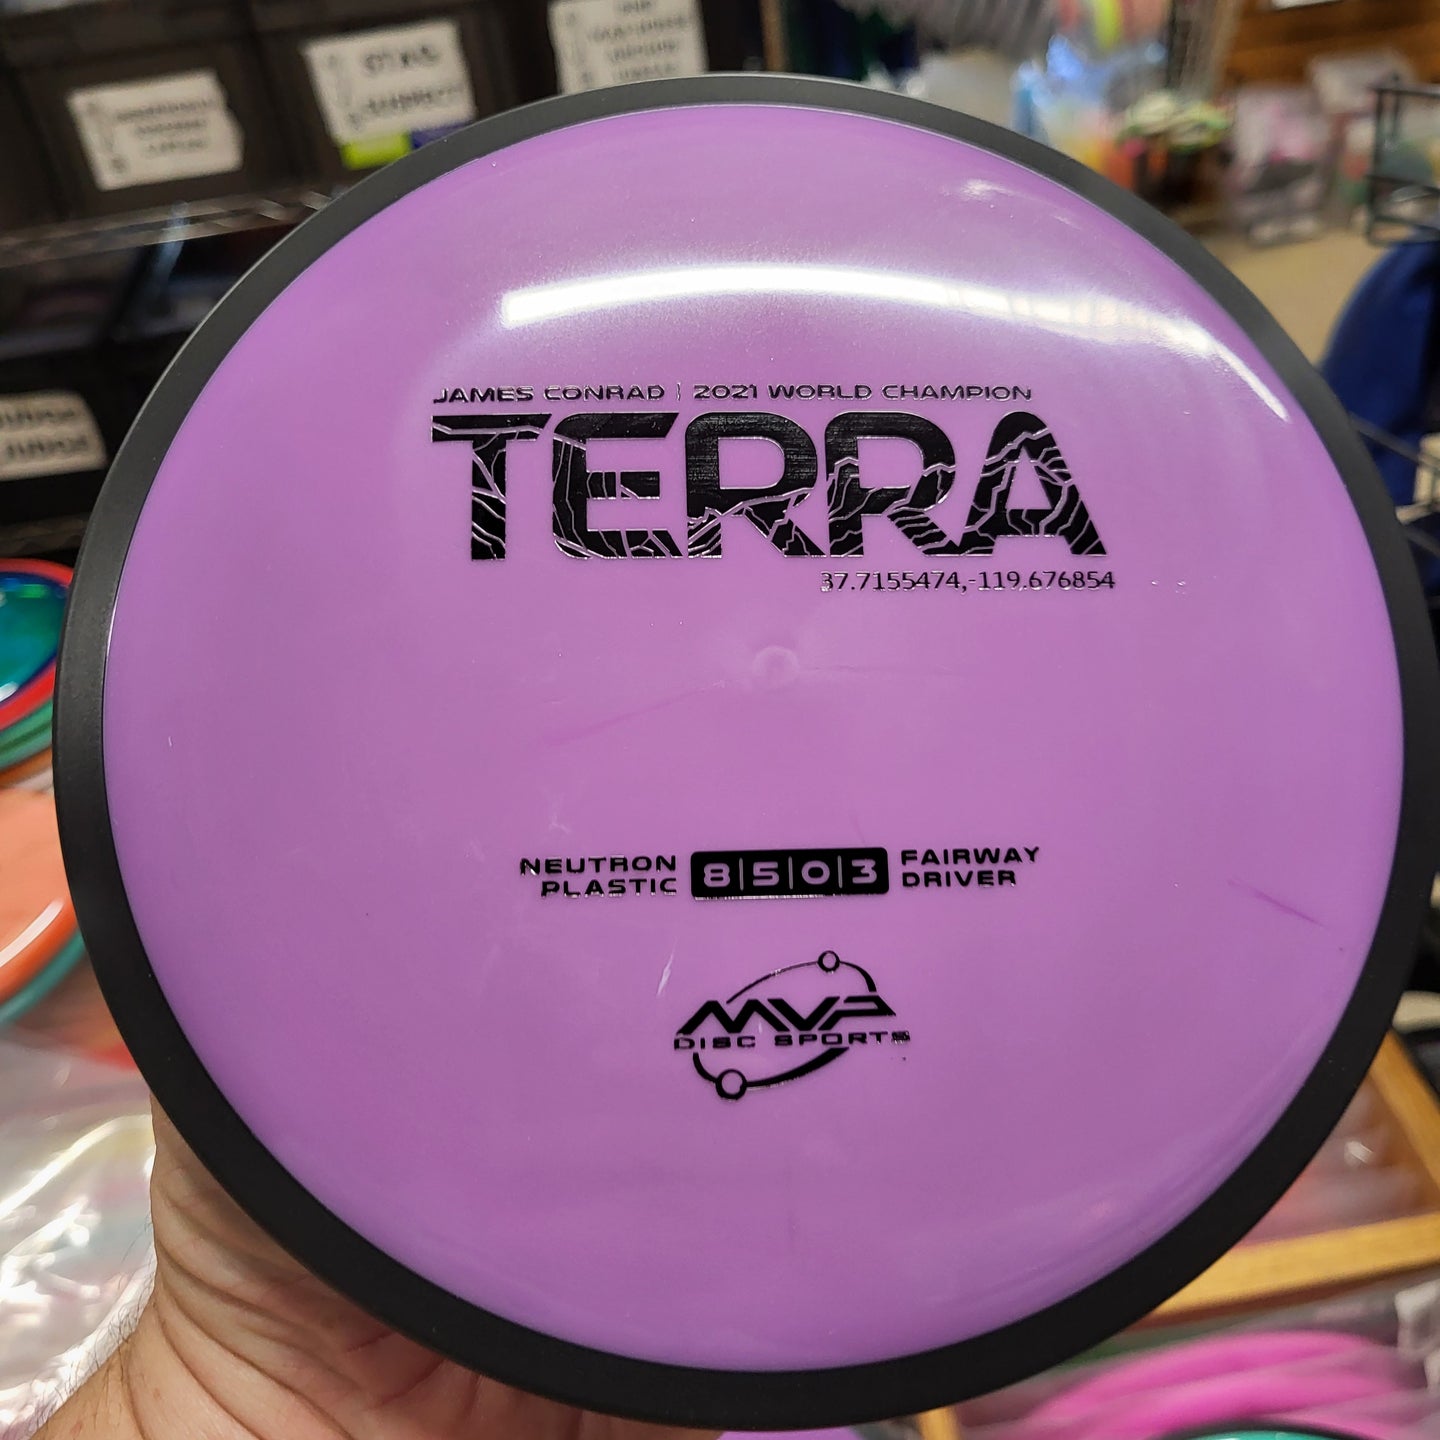 JAMES CONRAD | 2021 WORLD CHAMPION
TERRA
37.7155474,-119.676854
NEUTRON PLASTIC
8|5|0|3
FAIRWAY DRIVER
MVP
DISC SPORTS